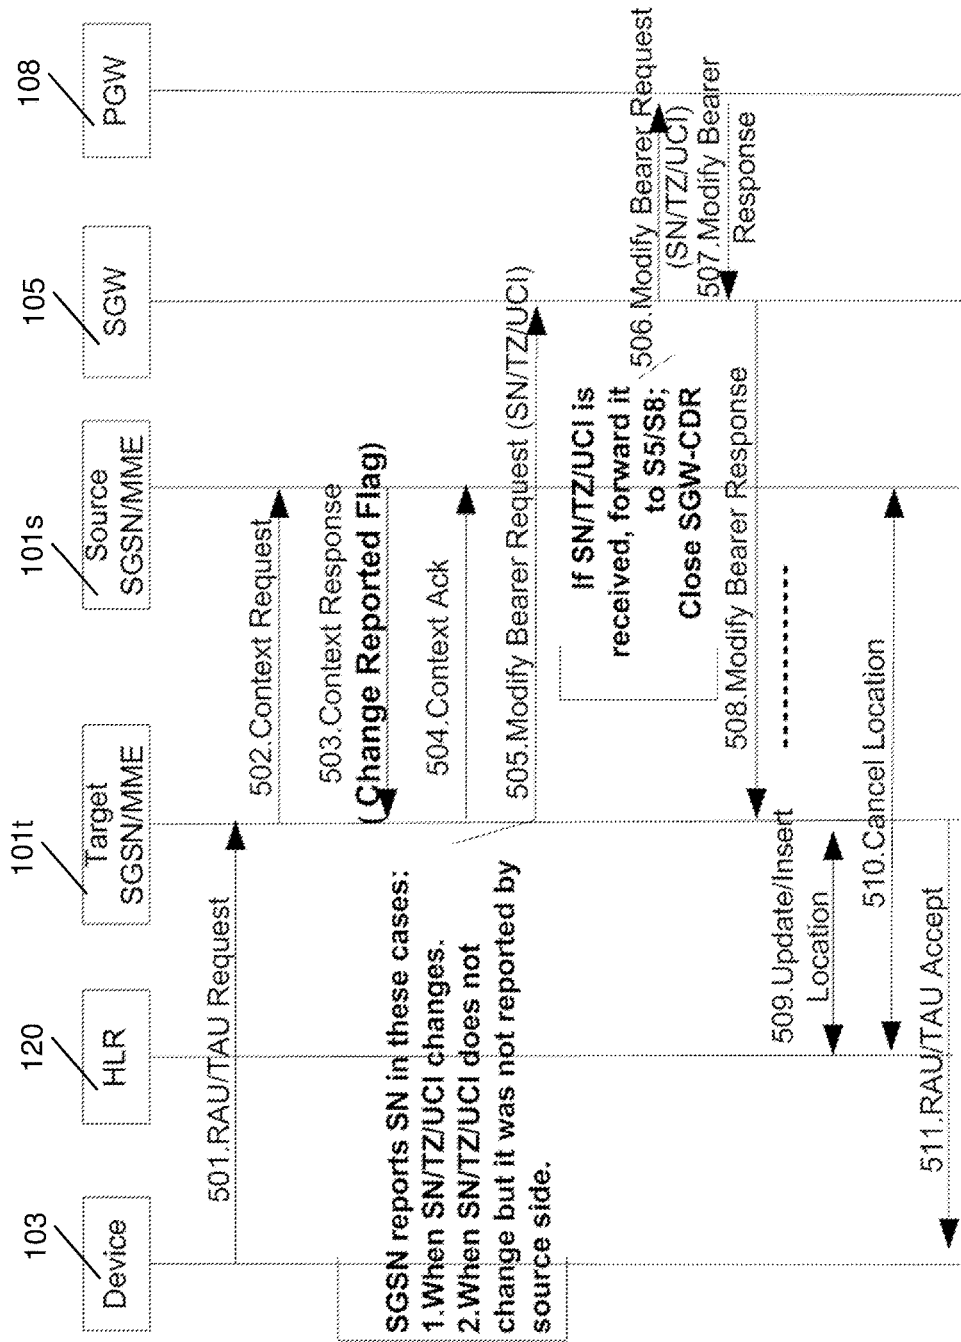 103
120
101t
101s
105
108
Device
HLR
Target
SGSN/MME
Source
SGSN/MME
SGW
PGW
501.RAU/TAU Request
502.Context Request
503.Context Response
(Change Reported Flag)
504.Context Ack
505.Modify Bearer Request (SN/TZ/UCI)
SGSN reports SN in these cases:
1.When SN/TZ/UCI changes.
2.When SN/TZ/UCI does not
change but it was not reported by
source side.
If SN/TZ/UCI is
received, forward it
to S5/S8;
Close SGW-CDR
506.Modify Bearer Request
(SN/TZ/UCI)
507.Modify Bearer
Response
508.Modify Bearer Response
509.Update/Insert
Location
510.Cancel Location
511.RAU/TAU Accept